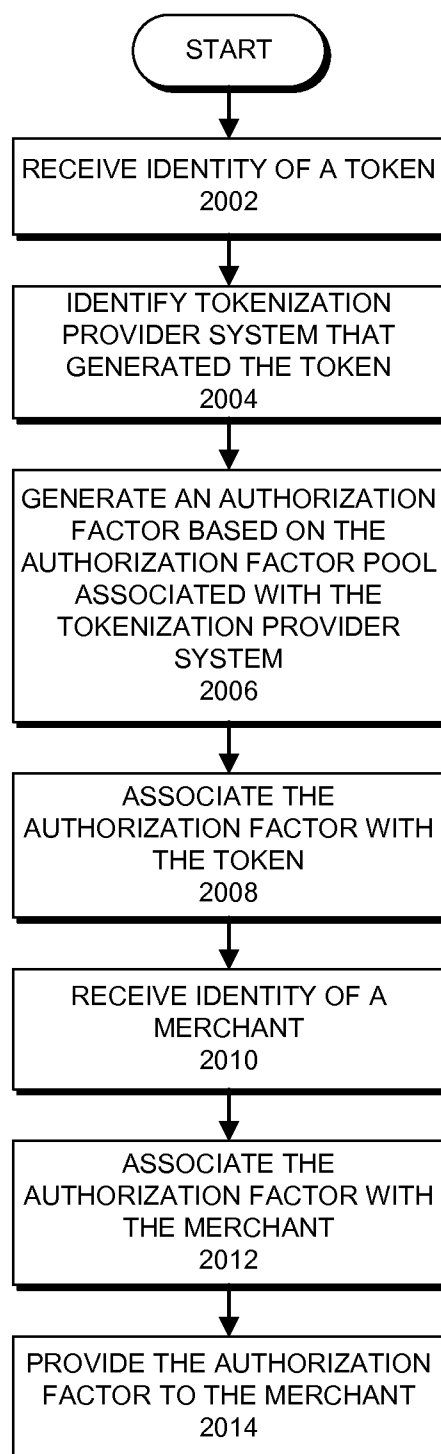 START
RECEIVE IDENTITY OF A TOKEN
2002
IDENTIFY TOKENIZATION
PROVIDER SYSTEM THAT
GENERATED THE TOKEN
2004
GENERATE AN AUTHORIZATION
FACTOR BASED ON THE
AUTHORIZATION FACTOR POOL
ASSOCIATED WITH THE
TOKENIZATION PROVIDER
SYSTEM
2006
ASSOCIATE THE
AUTHORIZATION FACTOR WITH
THE TOKEN
2008
RECEIVE IDENTITY OF A
MERCHANT
2010
ASSOCIATE THE
AUTHORIZATION FACTOR WITH
THE MERCHANT
2012
PROVIDE THE AUTHORIZATION
FACTOR TO THE MERCHANT
2014